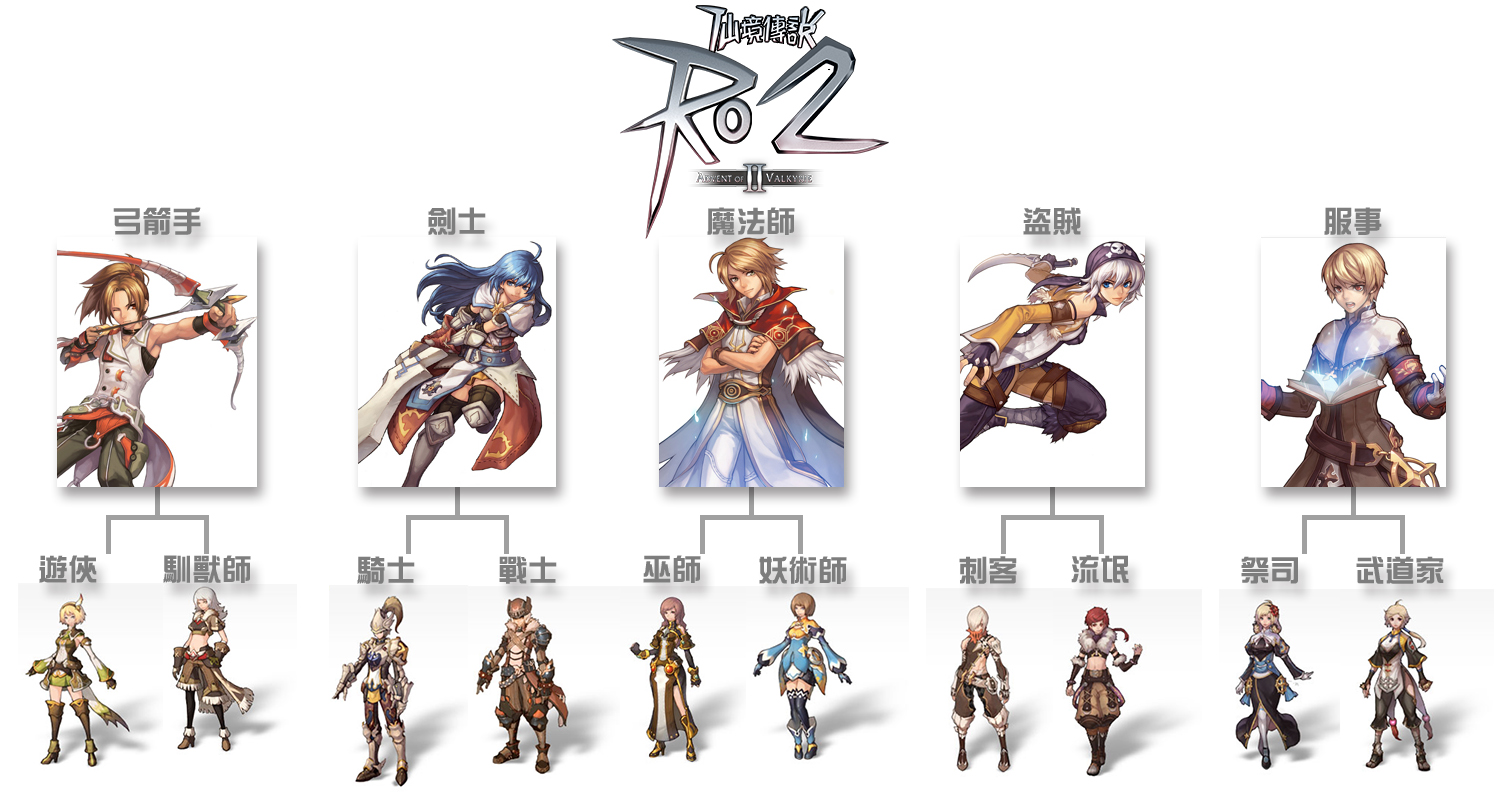 仙境傳說
RO2
ADVENT OF II VALKYRIE
弓箭手
劍士
魔法師
盜賊
服事
遊俠
馴獸師
騎士
戰士
巫師
妖術師
刺客
流氓
祭司
武道家